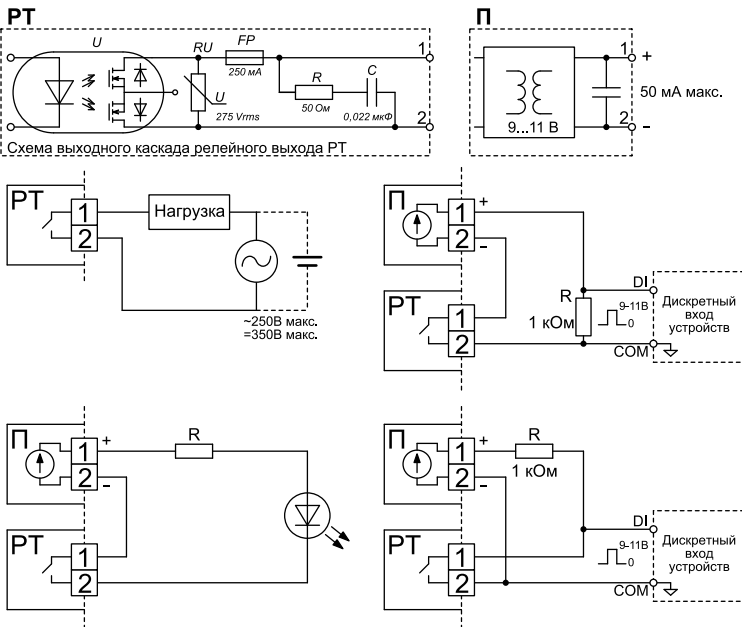 РТ
U
RU
FP
250 мА
1
R
50 Ом
C
0,022 мкФ
U
275 Vrms
2
Схема выходного каскада релейного выхода РТ
П
9...11 В
1
+
50 мА макс.
2
-
РТ
1
2
Нагрузка
~250В макс.
=350В макс.
П
1
+
2
-
РТ
1
2
R
1 кОм
9-11В
0
DI
COM
Дискретный
вход
устройств
П
1
+
2
-
R
РТ
1
2
П
1
+
2
-
R
1 кОм
РТ
1
2
9-11В
0
DI
COM
Дискретный
вход
устройств